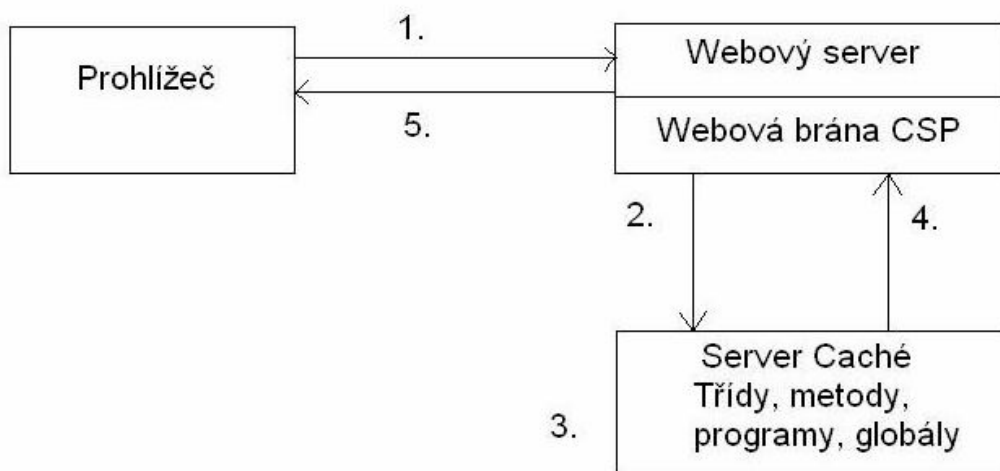 1.
Prohlížeč
Webový server
5.
Webová brána CSP
2.
4.
Server Caché
Třídy, metody,
3.
programy, globály